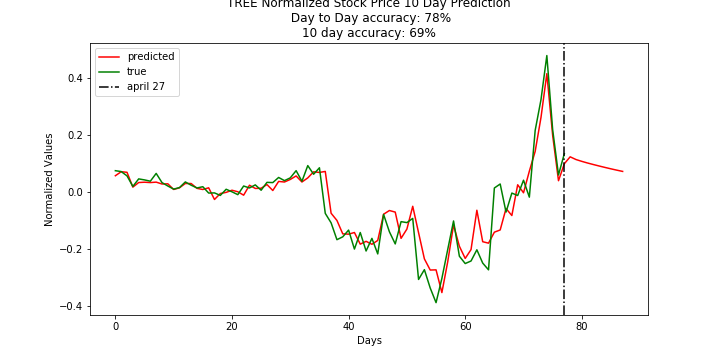 TREE Normalized Stock Price 10 Day Prediction
Day to Day accuracy: 78%
10 day accuracy: 69%
predicted
true
april 27
0.4
0.2
0.0
−0.2
−0.4
Normalized Values
0
20
40
60
80
Days